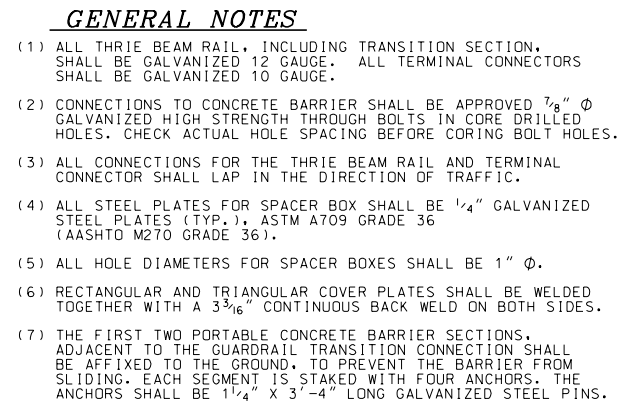 GENERAL NOTES
(1) ALL THRIE BEAM RAIL, INCLUDING TRANSITION SECTION,
SHALL BE GALVANIZED 12 GAUGE. ALL TERMINAL CONNECTORS
SHALL BE GALVANIZED 10 GAUGE.
(2) CONNECTIONS TO CONCRETE BARRIER SHALL BE APPROVED 7/8" Ø
GALVANIZED HIGH STRENGTH THROUGH BOLTS IN CORE DRILLED
HOLES. CHECK ACTUAL HOLE SPACING BEFORE CORING BOLT HOLES.
(3) ALL CONNECTIONS FOR THE THRIE BEAM RAIL AND TERMINAL
CONNECTOR SHALL LAP IN THE DIRECTION OF TRAFFIC.
(4) ALL STEEL PLATES FOR SPACER BOX SHALL BE 1/4" GALVANIZED
STEEL PLATES (TYP.), ASTM A709 GRADE 36
(AASHTO M270 GRADE 36).
(5) ALL HOLE DIAMETERS FOR SPACER BOXES SHALL BE 1" Ø.
(6) RECTANGULAR AND TRIANGULAR COVER PLATES SHALL BE WELDED
TOGETHER WITH A 3 3/16" CONTINUOUS BACK WELD ON BOTH SIDES.
(7) THE FIRST TWO PORTABLE CONCRETE BARRIER SECTIONS,
ADJACENT TO THE GUARDRAIL TRANSITION CONNECTION SHALL
BE AFFIXED TO THE GROUND, TO PREVENT THE BARRIER FROM
SLIDING. EACH SEGMENT IS STAKED WITH FOUR ANCHORS. THE
ANCHORS SHALL BE 1 1/4" X 3'-4" LONG GALVANIZED STEEL PINS.